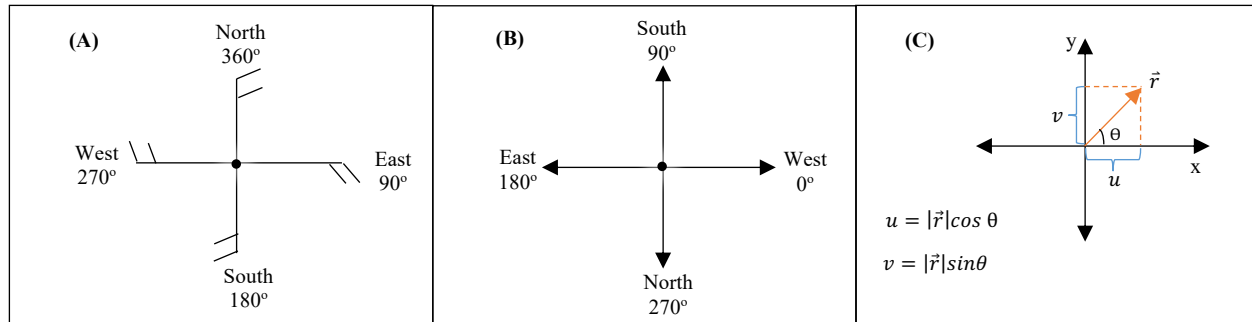 (A)
North
360º
West
270º
East
90º
South
180º
(B)
South
90º
East
180º
West
0º
North
270º
(C)
y
r⃗
v
θ
x
u
u = |r⃗|cos θ
v = |r⃗|sinθ